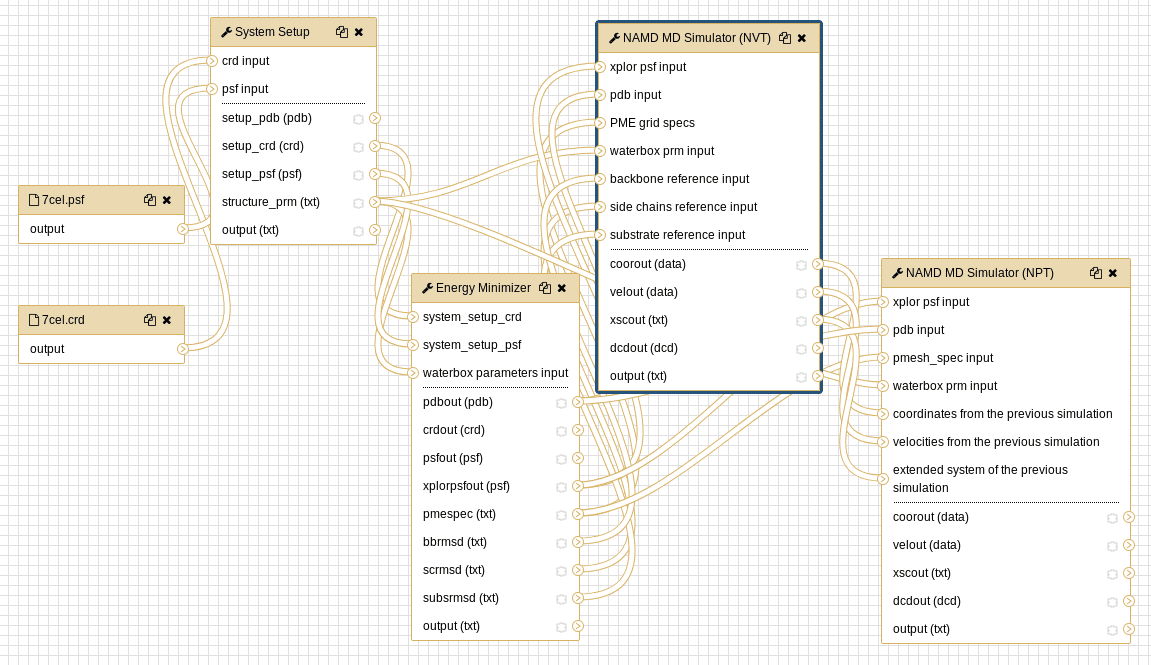 System Setup
crd input
psf input
setup_pdb (pdb)
setup_crd (crd)
setup_psf (psf)
structure_prm (txt)
output (txt)
7cel.psf
output
7cel.crd
output
Energy Minimizer
system_setup_crd
system_setup_psf
waterbox parameters input
pdbout (pdb)
crdout (crd)
psfout (psf)
xplorpsfout (psf)
pmespec (txt)
bbrmsd (txt)
scrmsd (txt)
subsrmsd (txt)
output (txt)
NAMD MD Simulator (NVT)
xplor psf input
pdb input
PME grid specs
waterbox prm input
backbone reference input
side chains reference input
substrate reference input
coorout (data)
velout (data)
xscout (txt)
dcdout (dcd)
output (txt)
NAMD MD Simulator (NPT)
xplor psf input
pdb input
pmesh_spec input
waterbox prm input
coordinates from the previous simulation
velocities from the previous simulation
extended system of the previous
simulation
coorout (data)
velout (data)
xscout (txt)
dcdout (dcd)
output (txt)